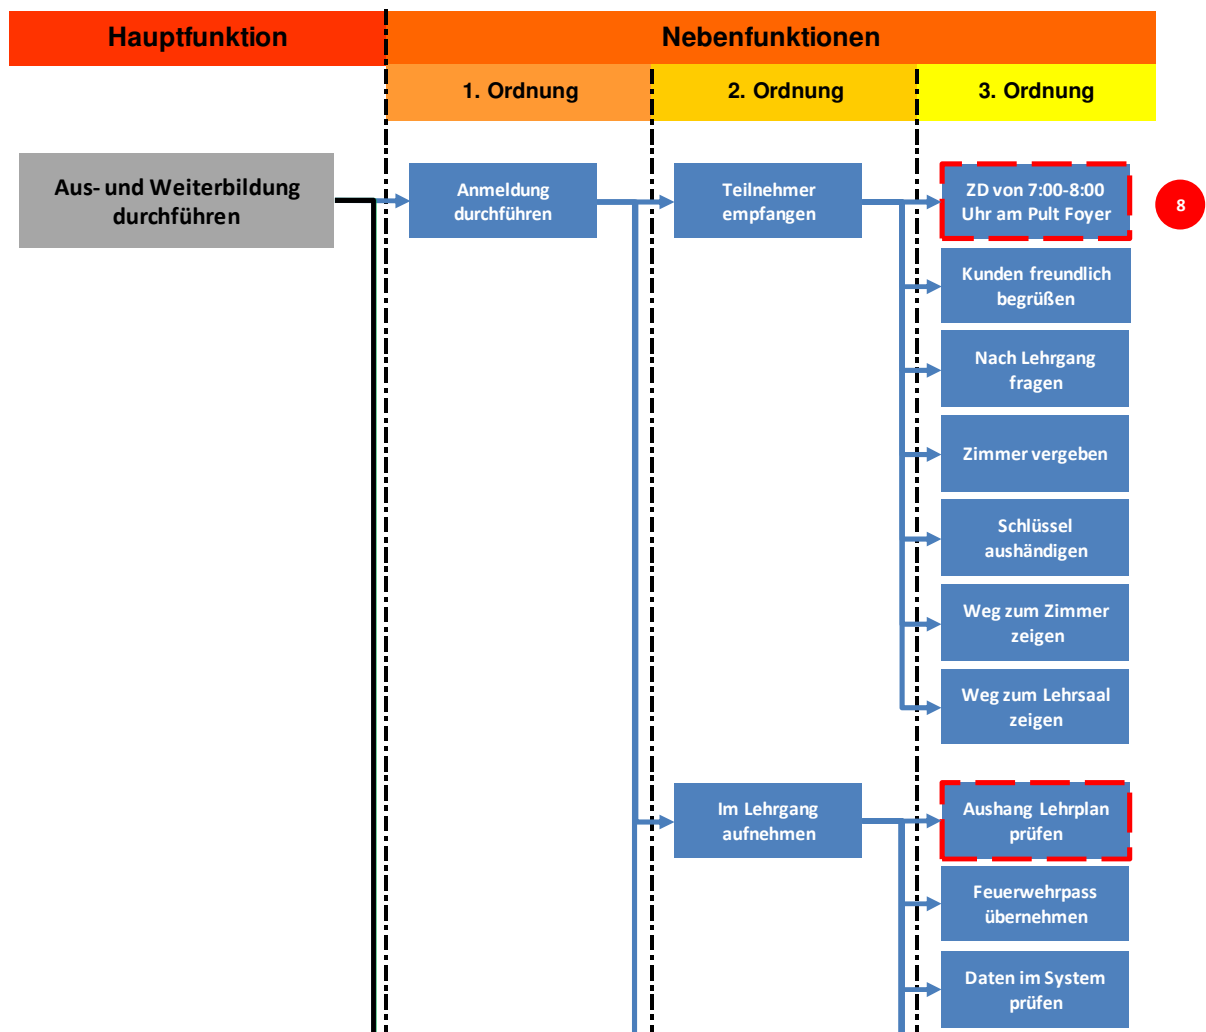 Hauptfunktion
Nebenfunktionen
1. Ordnung
2. Ordnung
3. Ordnung
Aus- und Weiterbildung
durchführen
Anmeldung
durchführen
Teilnehmer
empfangen
ZD von 7:00-8:00
Uhr am Pult Foyer
8
Kunden freundlich
begrüßen
Nach Lehrgang
fragen
Zimmer vergeben
Schlüssel
aushändigen
Weg zum Zimmer
zeigen
Weg zum Lehrsaal
zeigen
Im Lehrgang
aufnehmen
Aushang Lehrplan
prüfen
Feuerwehrpass
übernehmen
Daten im System
prüfen